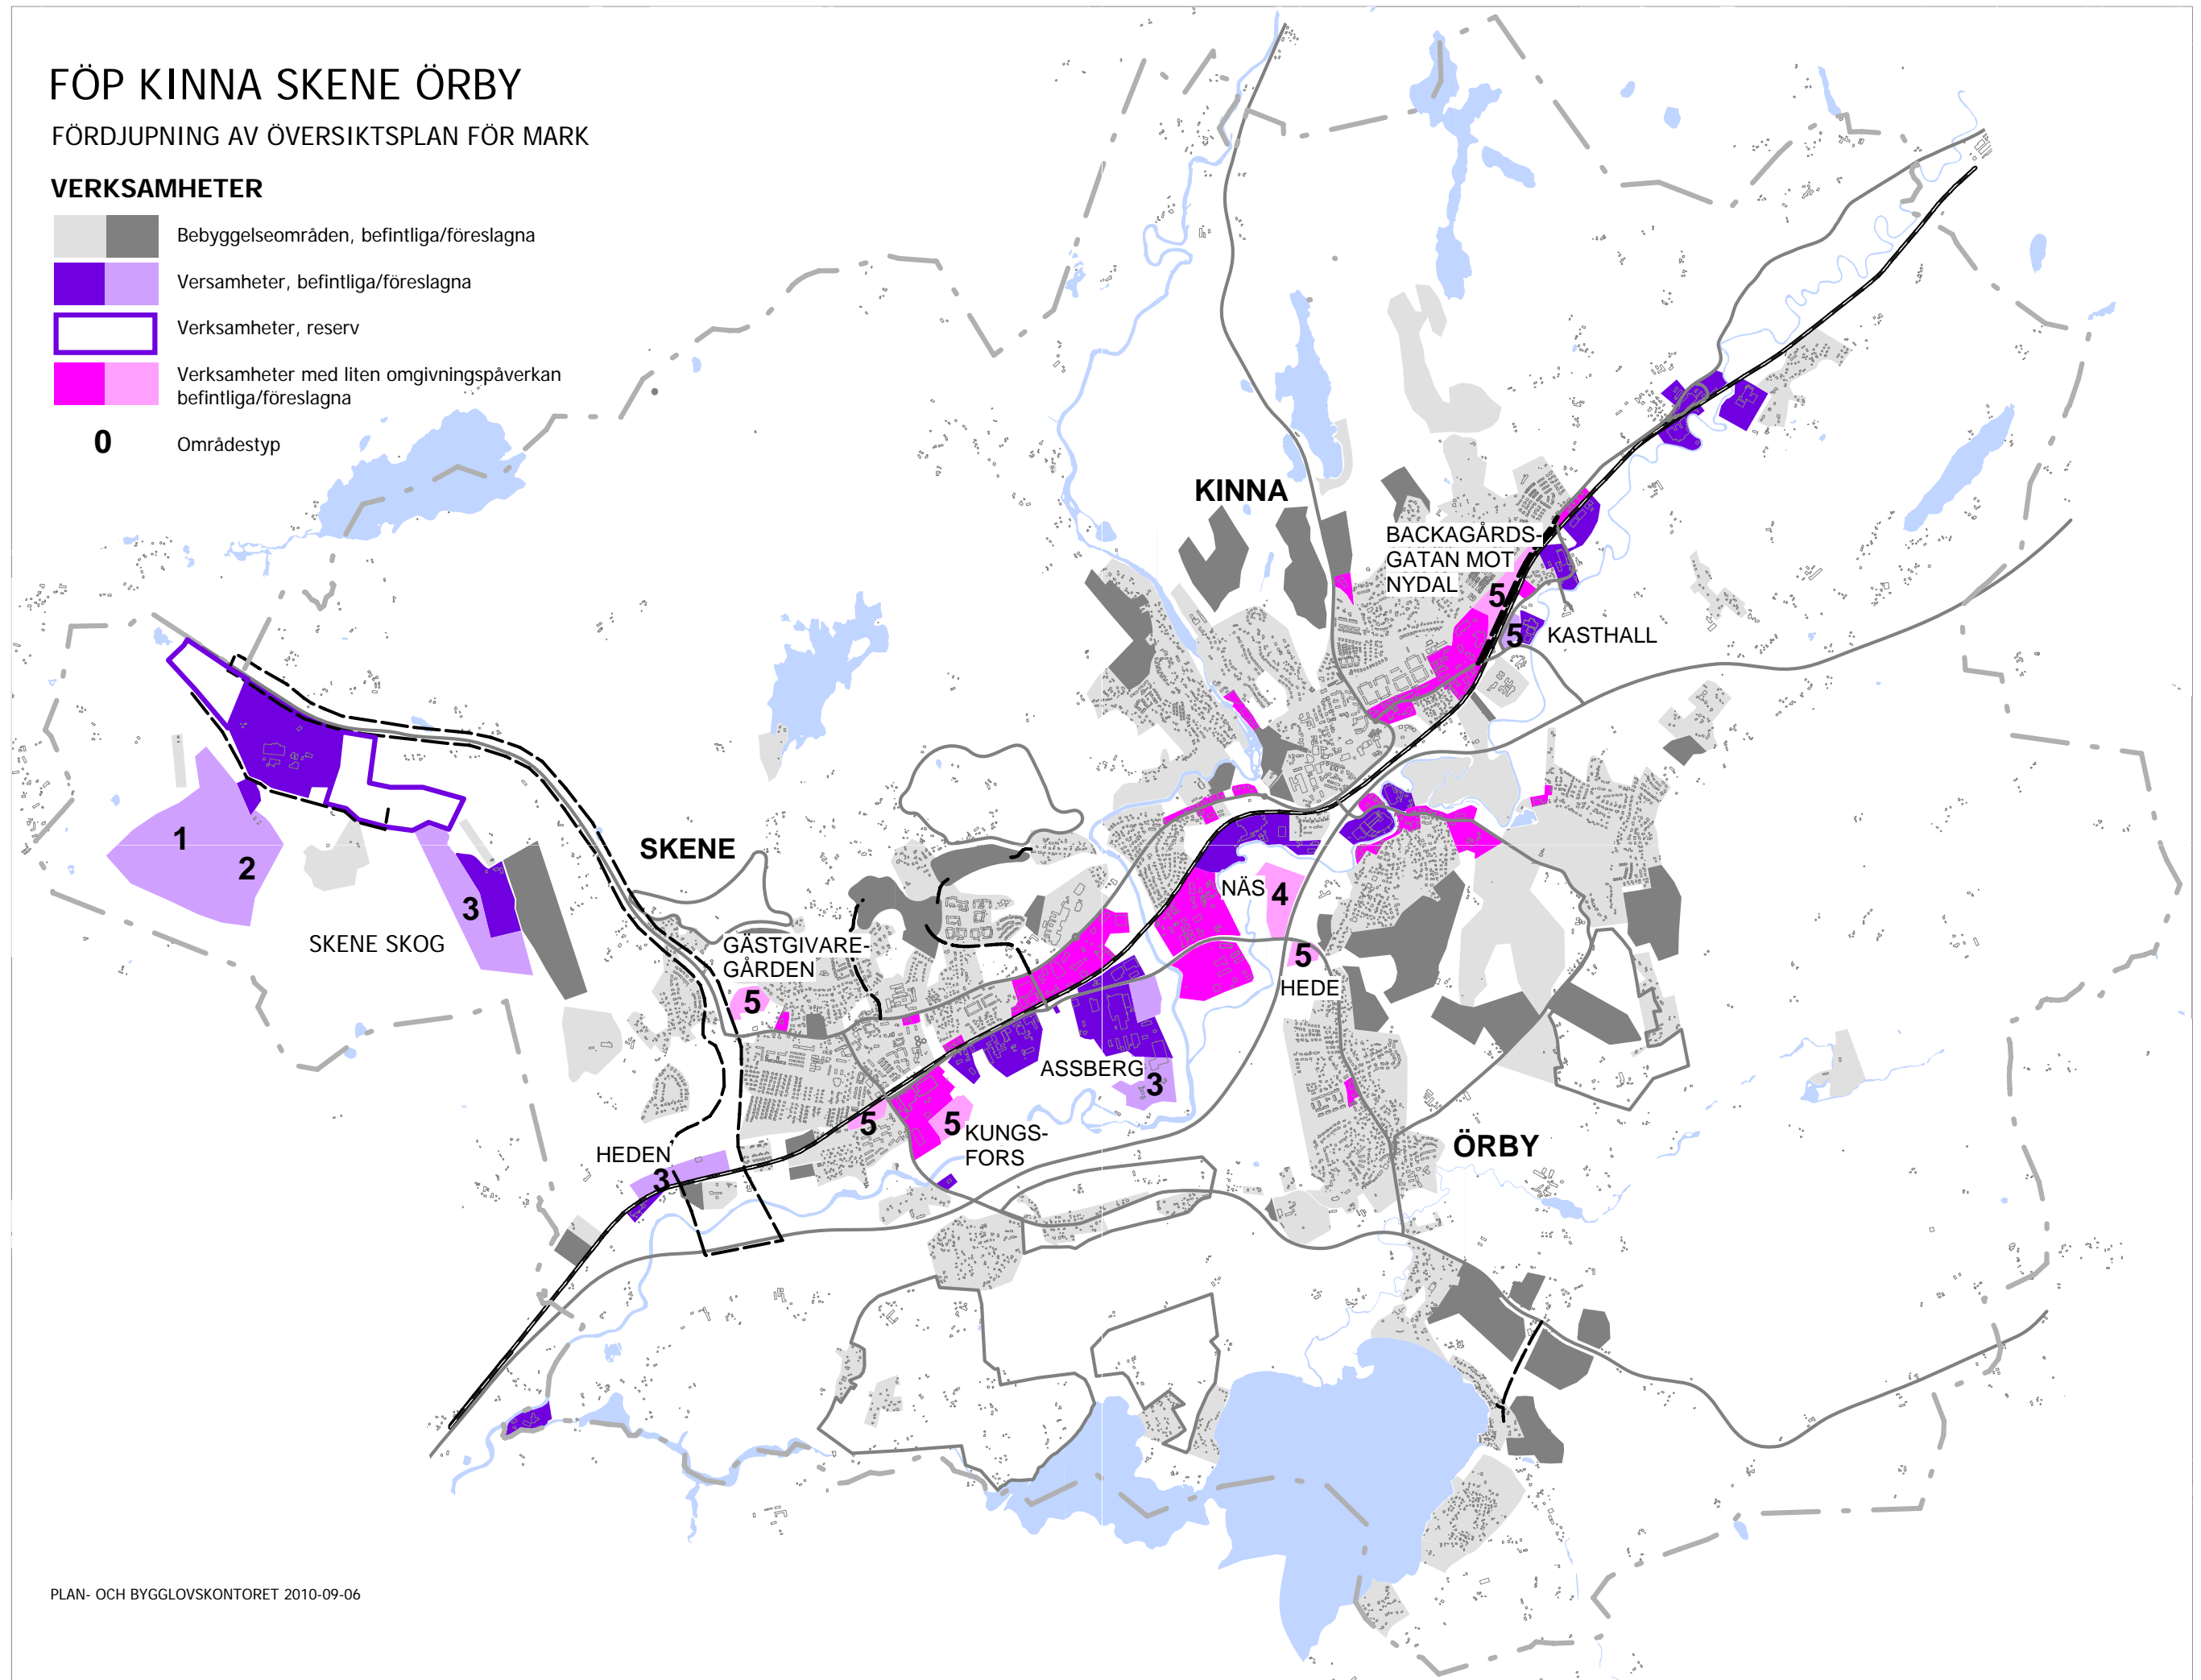 FÖP KINNA SKENE ÖRBY
FÖRDJUPNING AV ÖVERSIKTSPLAN FÖR MARK
VERKSAMHETER
Bebyggelseområden, befintliga/föreslagna
Versamheter, befintliga/föreslagna
Verksamheter, reserv
Verksamheter med liten omgivningspåverkan
befintliga/föreslagna
0 Områdestyp
KINNA
BACKAGÅRDS-
GATAN MOT
NYDAL
5
5 KASTHALL
1
2
3
SKENE SKOG
SKENE
NÄS 4
GÄSTGIVARE-
GÅRDEN
5
5
HEDE
ASSBERG
3
5
5
KUNGS-
FORS
HEDEN
3
ÖRBY
PLAN- OCH BYGGLOVSKONTORET 2010-09-06